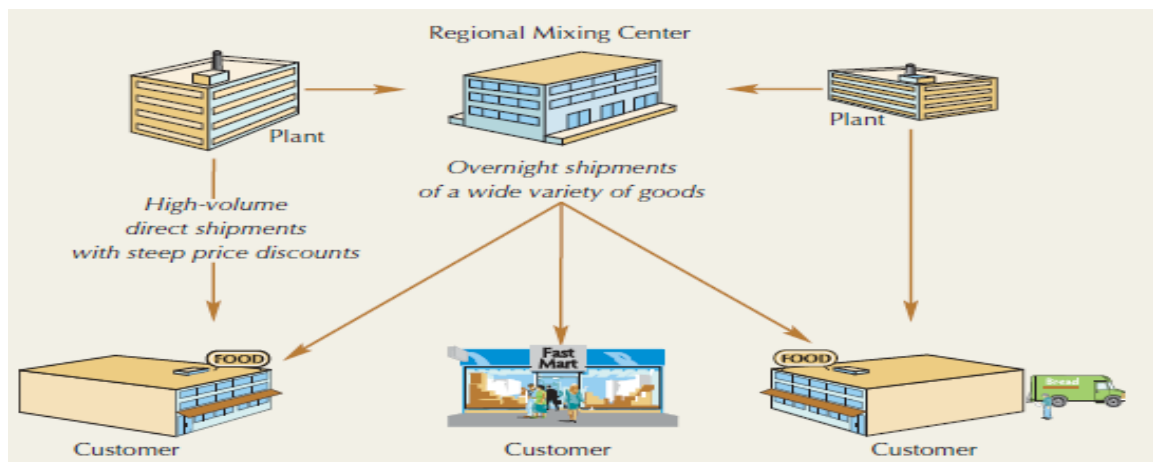 Regional Mixing Center
Plant
Plant
Overnight shipments
of a wide variety of goods
High-volume
direct shipments
with steep price discounts
FOOD
Fast
Mart
FOOD
Bread
Customer
Customer
Customer